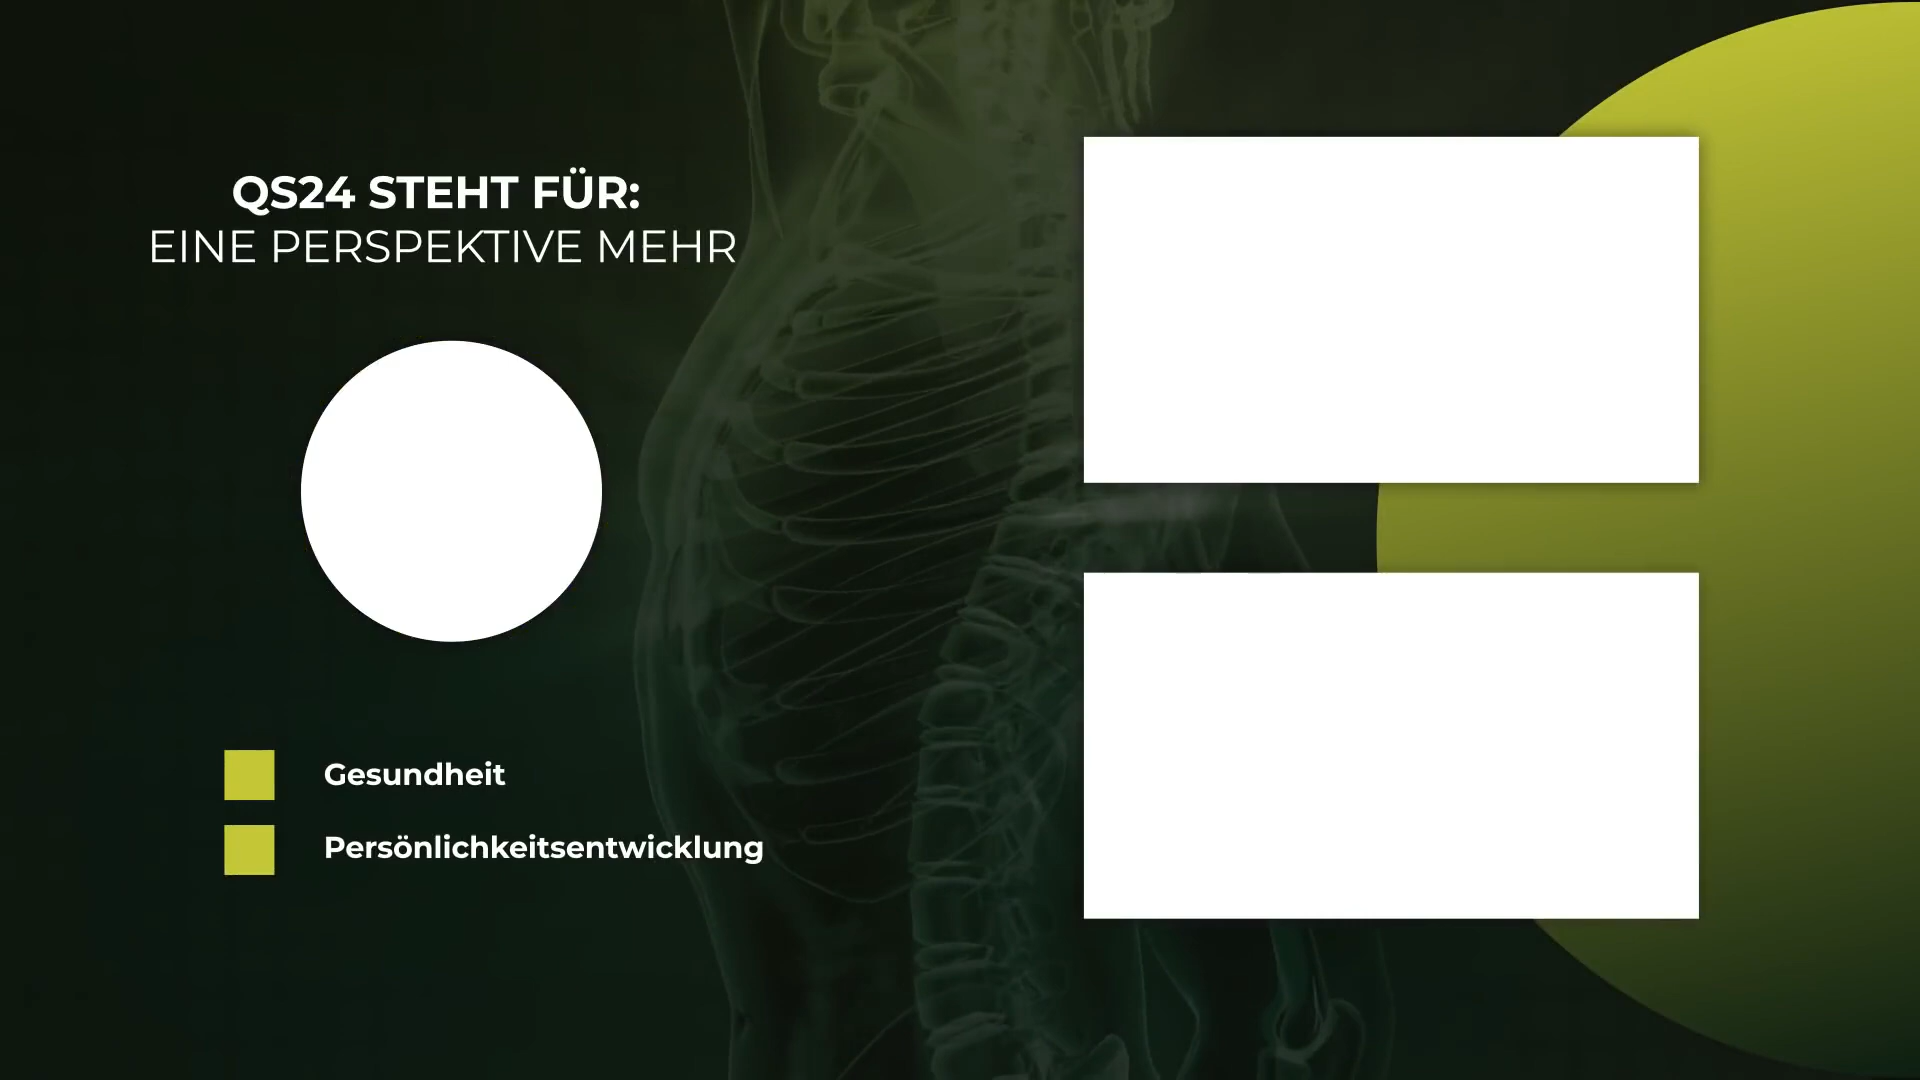 QS24 STEHT FÜR:
EINE PERSPEKTIVE MEHR
Gesundheit
Persönlichkeitsentwicklung